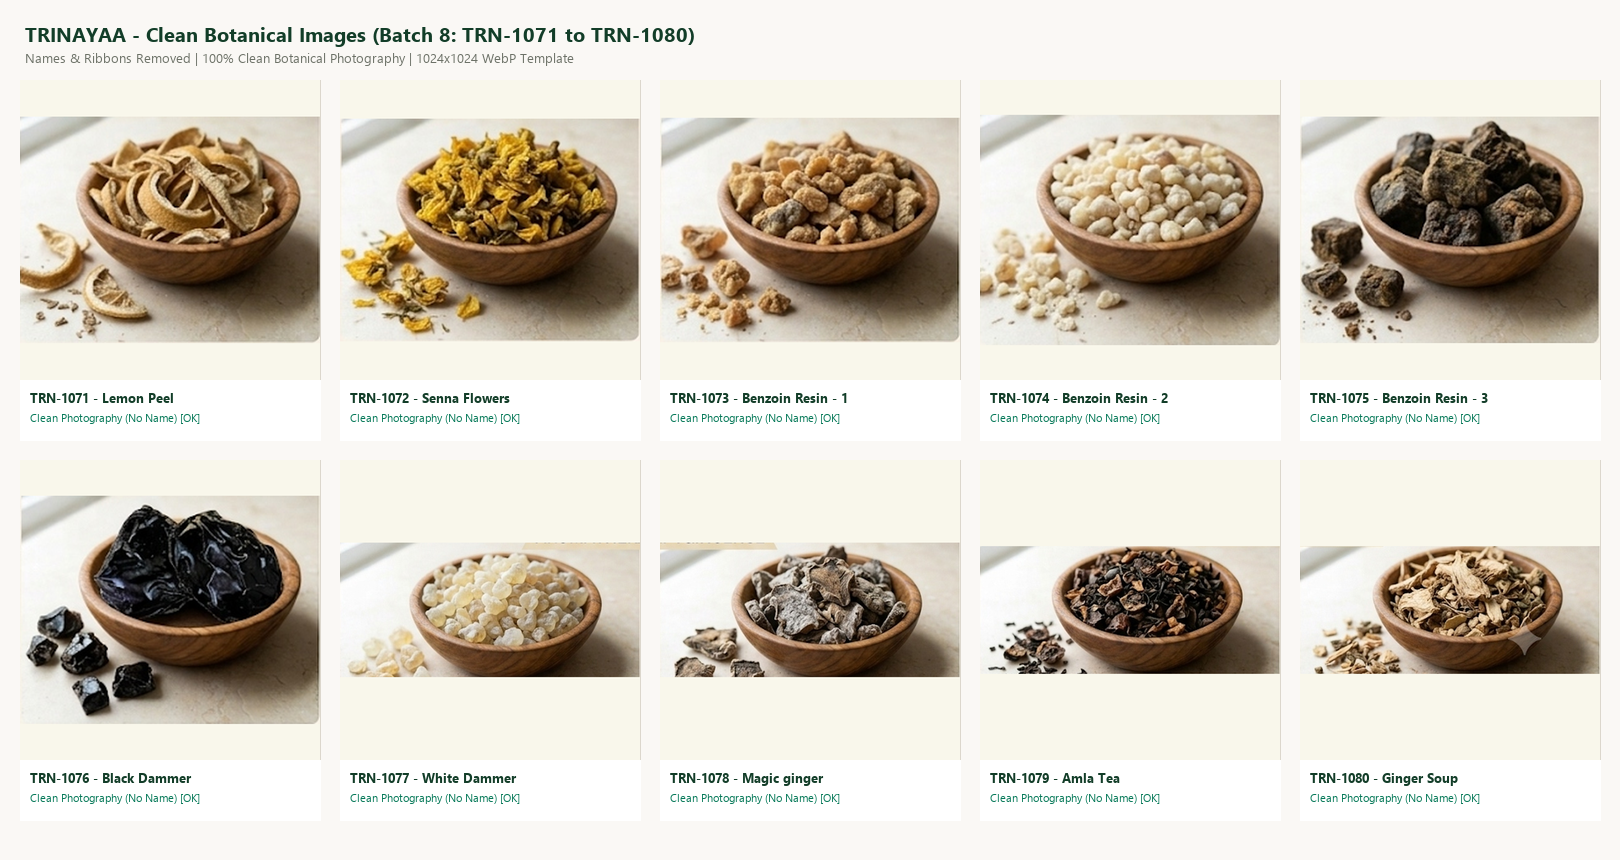 TRINAYAA - Clean Botanical Images (Batch 8: TRN-1071 to TRN-1080)
Names & Ribbons Removed | 100% Clean Botanical Photography | 1024x1024 WebP Template
TRN-1071 - Lemon Peel
Clean Photography (No Name) [OK]
TRN-1072 - Senna Flowers
Clean Photography (No Name) [OK]
TRN-1073 - Benzoin Resin - 1
Clean Photography (No Name) [OK]
TRN-1074 - Benzoin Resin - 2
Clean Photography (No Name) [OK]
TRN-1075 - Benzoin Resin - 3
Clean Photography (No Name) [OK]
TRN-1076 - Black Dammer
Clean Photography (No Name) [OK]
TRN-1077 - White Dammer
Clean Photography (No Name) [OK]
TRN-1078 - Magic ginger
Clean Photography (No Name) [OK]
TRN-1079 - Amla Tea
Clean Photography (No Name) [OK]
TRN-1080 - Ginger Soup
Clean Photography (No Name) [OK]